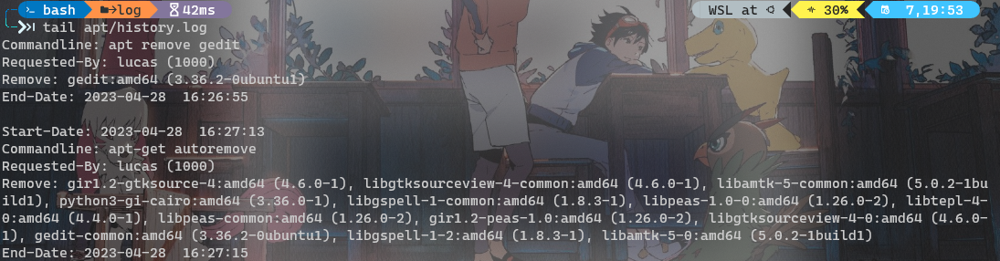 bash log 42ms WSL at 30% 7,19:53
tail apt/history.log
Commandline: apt remove gedit
Requested-By: lucas (1000)
Remove: gedit:amd64 (3.36.2-0ubuntu1)
End-Date: 2023-04-28  16:26:55
Start-Date: 2023-04-28  16:27:13
Commandline: apt-get autoremove
Requested-By: lucas (1000)
Remove: gir1.2-gtksource-4:amd64 (4.6.0-1), libgtksourceview-4-common:amd64 (4.6.0-1), libamtk-5-common:amd64 (5.0.2-1bu
ild1), python3-gi-cairo:amd64 (3.36.0-1), libgspell-1-common:amd64 (1.8.3-1), libpeas-1.0-0:amd64 (1.26.0-2), libtepl-4-
0:amd64 (4.4.0-1), libpeas-common:amd64 (1.26.0-2), gir1.2-peas-1.0:amd64 (1.26.0-2), libgtksourceview-4-0:amd64 (4.6.0-
1), gedit-common:amd64 (3.36.2-0ubuntu1), libgspell-1-2:amd64 (1.8.3-1), libamtk-5-0:amd64 (5.0.2-1build1)
End-Date: 2023-04-28  16:27:15